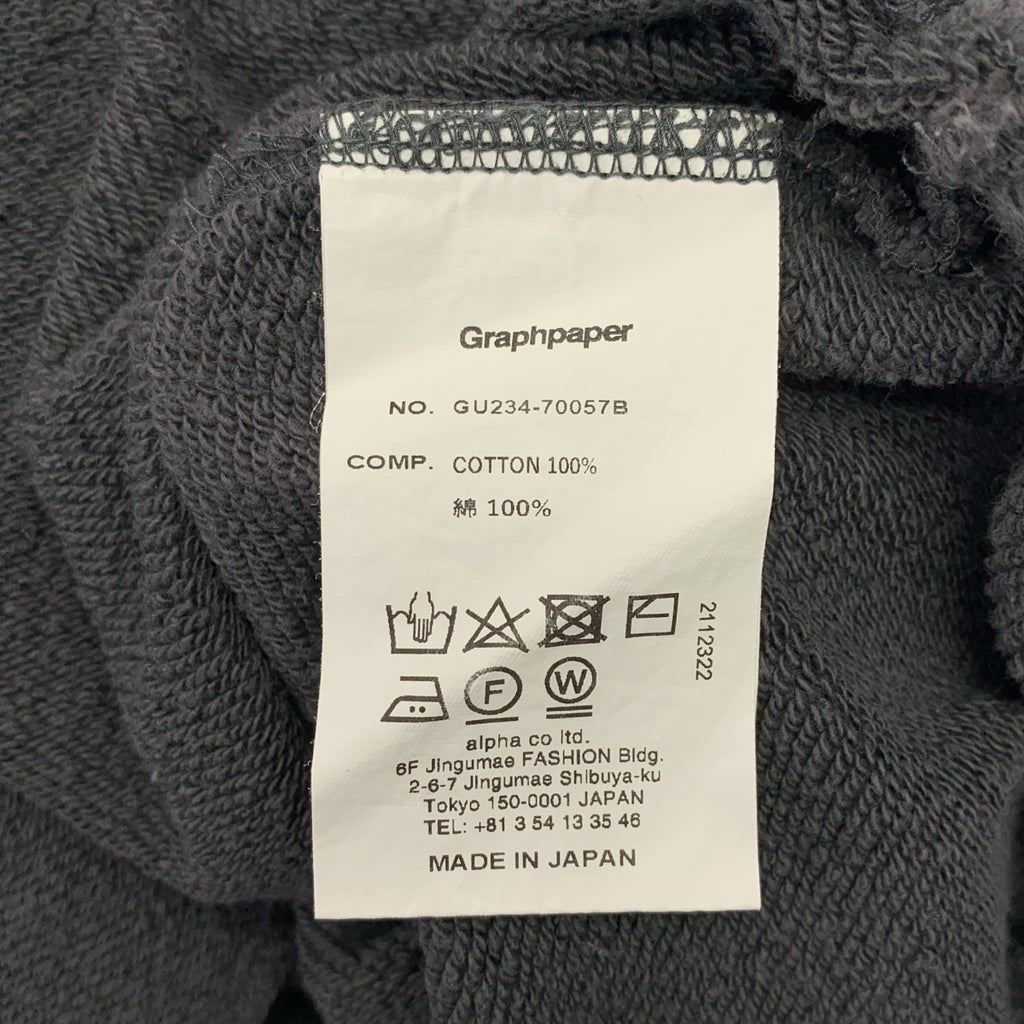 Graphpaper
NO. GU234-70057B
COMP. COTTON 100%
綿 100%
2112322
F
W
alpha co ltd.
6F Jingumae FASHION Bldg.
2-6-7 Jingumae Shibuya-ku
Tokyo 150-0001 JAPAN
TEL: +81 3 54 13 35 46
MADE IN JAPAN